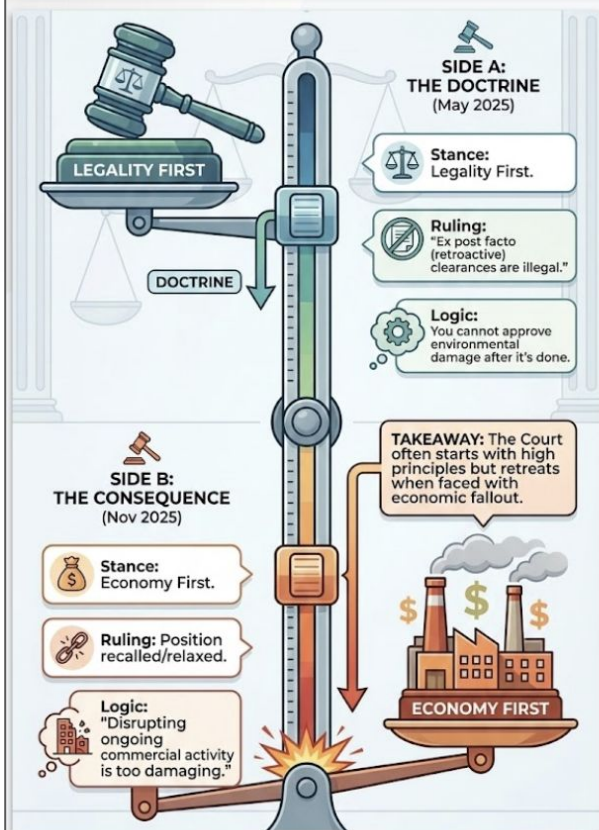 SIDE A:
THE DOCTRINE
(May 2025)
LEGALITY FIRST
Stance:
Legality First.
Ruling:
"Ex post facto
(retroactive)
clearances are illegal."
DOCTRINE
Logic:
You cannot approve
environmental
damage after it's done.
TAKEAWAY: The Court
often starts with high
principles but retreats
when faced with
economic fallout.
SIDE B:
THE CONSEQUENCE
(Nov 2025)
Stance:
Economy First.
Ruling: Position
recalled/relaxed.
Logic:
"Disrupting
ongoing
commercial activity
is too damaging."
$ $ $
ECONOMY FIRST